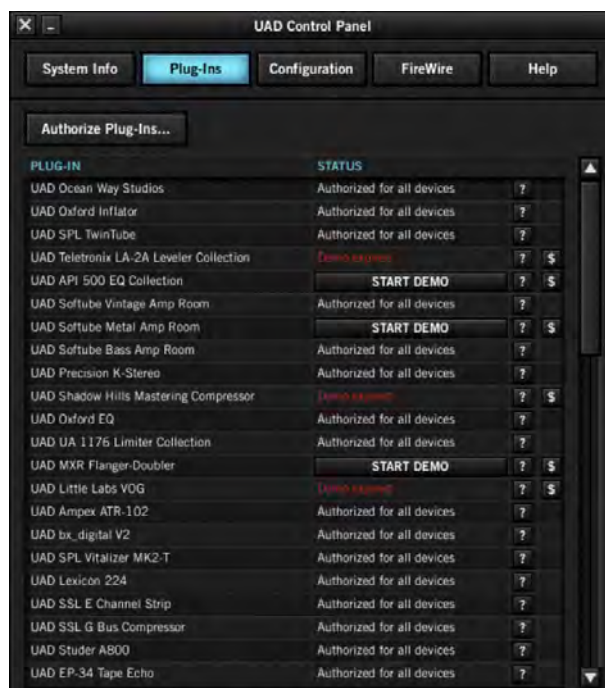 UAD Control Panel
System Info Plug-Ins Configuration FireWire Help
Authorize Plug-Ins...
PLUG-IN STATUS
UAD Ocean Way Studios Authorized for all devices ?
UAD Oxford Inflator Authorized for all devices ?
UAD SPL TwinTube Authorized for all devices ?
UAD Teletronix LA-2A Leveler Collection Demo expired ? $
UAD API 500 EQ Collection START DEMO ? $
UAD Softube Vintage Amp Room Authorized for all devices ?
UAD Softube Metal Amp Room START DEMO ? $
UAD Softube Bass Amp Room Authorized for all devices ?
UAD Precision K-Stereo Authorized for all devices ?
UAD Shadow Hills Mastering Compressor Demo expired ? $
UAD Oxford EQ Authorized for all devices ?
UAD UA 1176 Limiter Collection Authorized for all devices ?
UAD MXR Flanger-Doubler START DEMO ? $
UAD Little Labs VOG Demo expired ? $
UAD Ampex ATR-102 Authorized for all devices ?
UAD bx_digital V2 Authorized for all devices ?
UAD SPL Vitalizer MK2-T Authorized for all devices ?
UAD Lexicon 224 Authorized for all devices ?
UAD SSL E Channel Strip Authorized for all devices ?
UAD SSL G Bus Compressor Authorized for all devices ?
UAD Studer A800 Authorized for all devices ?
UAD EP-34 Tape Echo Authorized for all devices ?